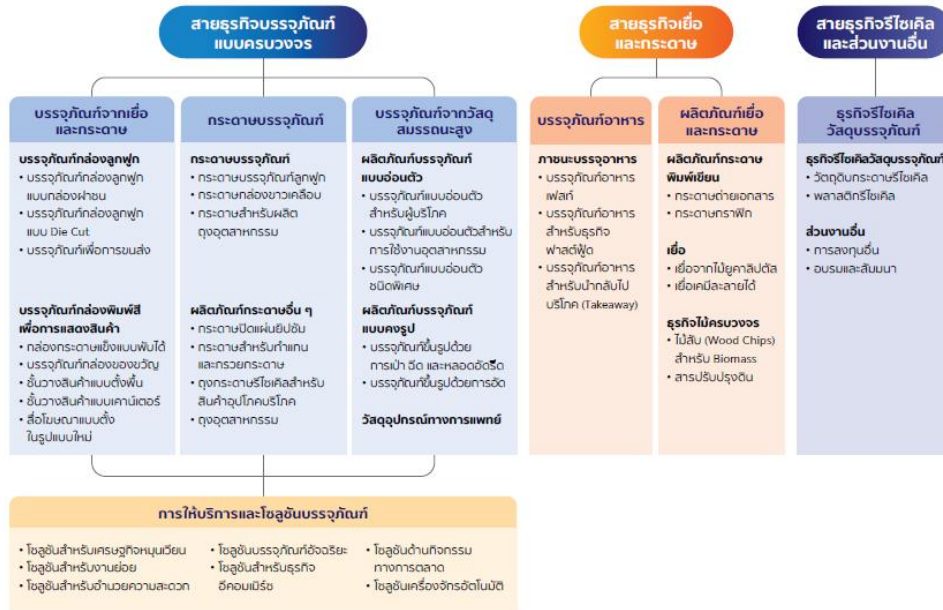 สายธุรกิจบรรจุภัณฑ์
แบบครบวงจร
บรรจุภัณฑ์จากเยื่อ
และกระดาษ
บรรจุภัณฑ์กล่องลูกฟูก
• บรรจุภัณฑ์กล่องลูกฟูก
แบบกล่องฝาชน
• บรรจุภัณฑ์กล่องลูกฟูก
แบบ Die Cut
• บรรจุภัณฑ์เพื่อการขนส่ง
บรรจุภัณฑ์กล่องพิมพ์สี
เพื่อการแสดงสินค้า
• กล่องกระดาษแข็งแบบพับได้
• บรรจุภัณฑ์กล่องของขวัญ
• ชั้นวางสินค้าแบบตั้งพื้น
• ชั้นวางสินค้าแบบเคาน์เตอร์
• สื่อโฆษณาแบบตั้ง
ในรูปแบบใหม่
กระดาษบรรจุภัณฑ์
กระดาษบรรจุภัณฑ์
• กระดาษบรรจุภัณฑ์ลูกฟูก
• กระดาษกล่องขาวเคลือบ
• กระดาษสำหรับผลิต
ถุงอุตสาหกรรม
ผลิตภัณฑ์กระดาษอื่น ๆ
• กระดาษปิดแผ่นยิปซัม
• กระดาษสำหรับทำแกน
และกรวยกระดาษ
• ถุงกระดาษรีไซเคิลสำหรับ
สินค้าอุปโภคบริโภค
• ถุงอุตสาหกรรม
บรรจุภัณฑ์จากวัสดุ
สมรรถนะสูง
ผลิตภัณฑ์บรรจุภัณฑ์
แบบอ่อนตัว
• บรรจุภัณฑ์แบบอ่อนตัว
สำหรับผู้บริโภค
• บรรจุภัณฑ์แบบอ่อนตัวสำหรับ
การใช้งานอุตสาหกรรม
• บรรจุภัณฑ์แบบอ่อนตัว
ชนิดพิเศษ
ผลิตภัณฑ์บรรจุภัณฑ์
แบบคงรูป
• บรรจุภัณฑ์ขึ้นรูปด้วย
การเป่า ฉีด และหลอดอัดรีด
• บรรจุภัณฑ์ขึ้นรูปด้วยการอัด
วัสดุอุปกรณ์ทางการแพทย์
การให้บริการและโซลูชันบรรจุภัณฑ์
• โซลูชันสำหรับเศรษฐกิจหมุนเวียน
• โซลูชันสำหรับงานย่อย
• โซลูชันสำหรับอำนวยความสะดวก
• โซลูชันบรรจุภัณฑ์อัจฉริยะ
• โซลูชันสำหรับธุรกิจ
อีคอมเมิร์ซ
• โซลูชันด้านกิจกรรม
ทางการตลาด
• โซลูชันเครื่องจักรอัตโนมัติ
สายธุรกิจเยื่อ
และกระดาษ
บรรจุภัณฑ์อาหาร
ภาชนะบรรจุอาหาร
• บรรจุภัณฑ์อาหาร
เฟสท์
• บรรจุภัณฑ์อาหาร
สำหรับธุรกิจ
ฟาสต์ฟู้ด
• บรรจุภัณฑ์อาหาร
สำหรับนำกลับไป
บริโภค (Takeaway)
ผลิตภัณฑ์เยื่อ
และกระดาษ
ผลิตภัณฑ์กระดาษ
พิมพ์เขียน
• กระดาษถ่ายเอกสาร
• กระดาษกราฟิก
เยื่อ
• เยื่อจากไม้ยูคาลิปตัส
• เยื่อเคมีละลายได้
ธุรกิจไม้ครบวงจร
• ไม้สับ (Wood Chips)
สำหรับ Biomass
• สารปรับปรุงดิน
สายธุรกิจรีไซเคิล
และส่วนงานอื่น
ธุรกิจรีไซเคิล
วัสดุบรรจุภัณฑ์
ธุรกิจรีไซเคิลวัสดุบรรจุภัณฑ์
• วัตถุดิบกระดาษรีไซเคิล
• พลาสติกรีไซเคิล
ส่วนงานอื่น
• การลงทุนอื่น
• อบรมและสัมมนา